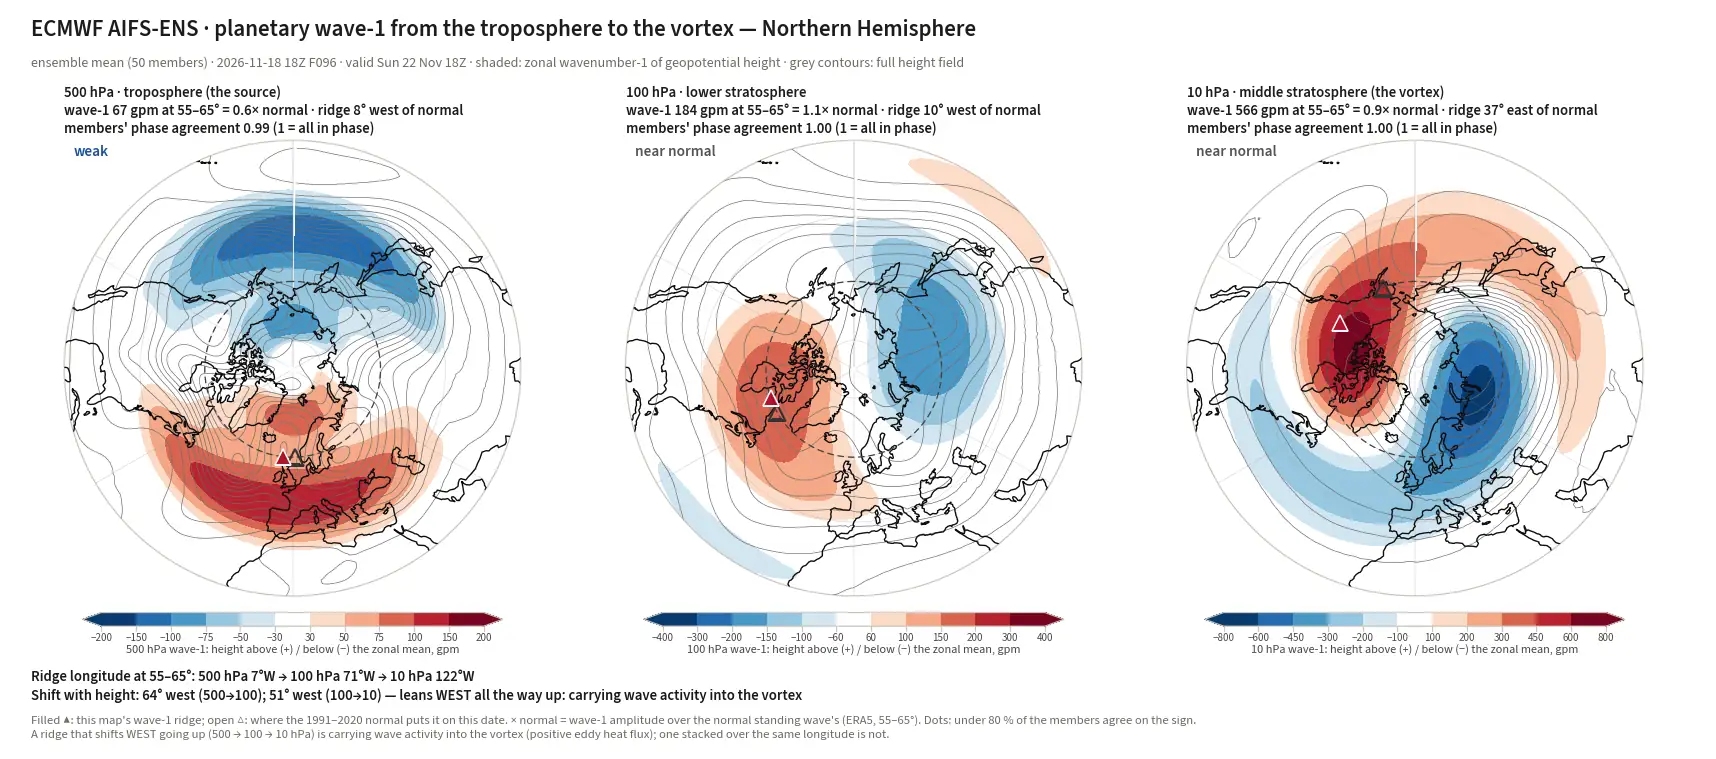 ECMWF AIFS-ENS · planetary wave-1 from the troposphere to the vortex — Northern Hemisphere
ensemble mean (50 members) · 2026-11-18 18Z F096 · valid Sun 22 Nov 18Z · shaded: zonal wavenumber-1 of geopotential height · grey contours: full height field
500 hPa · troposphere (the source)
wave-1 67 gpm at 55–65° = 0.6× normal · ridge 8° west of normal
members' phase agreement 0.99 (1 = all in phase)
weak
100 hPa · lower stratosphere
wave-1 184 gpm at 55–65° = 1.1× normal · ridge 10° west of normal
members' phase agreement 1.00 (1 = all in phase)
near normal
10 hPa · middle stratosphere (the vortex)
wave-1 566 gpm at 55–65° = 0.9× normal · ridge 37° east of normal
members' phase agreement 1.00 (1 = all in phase)
near normal
−200 −150 −100 −75 −50 −30 30 50 75 100 150 200
500 hPa wave-1: height above (+) / below (−) the zonal mean, gpm
−400 −300 −200 −150 −100 −60 60 100 150 200 300 400
100 hPa wave-1: height above (+) / below (−) the zonal mean, gpm
−800 −600 −450 −300 −200 −100 100 200 300 450 600 800
10 hPa wave-1: height above (+) / below (−) the zonal mean, gpm
Ridge longitude at 55–65°: 500 hPa 7°W → 100 hPa 71°W → 10 hPa 122°W
Shift with height: 64° west (500→100); 51° west (100→10) — leans WEST all the way up: carrying wave activity into the vortex
Filled ▲: this map's wave-1 ridge; open △: where the 1991–2020 normal puts it on this date. × normal = wave-1 amplitude over the normal standing wave's (ERA5, 55–65°). Dots: under 80 % of the members agree on the sign.
A ridge that shifts WEST going up (500 → 100 → 10 hPa) is carrying wave activity into the vortex (positive eddy heat flux); one stacked over the same longitude is not.